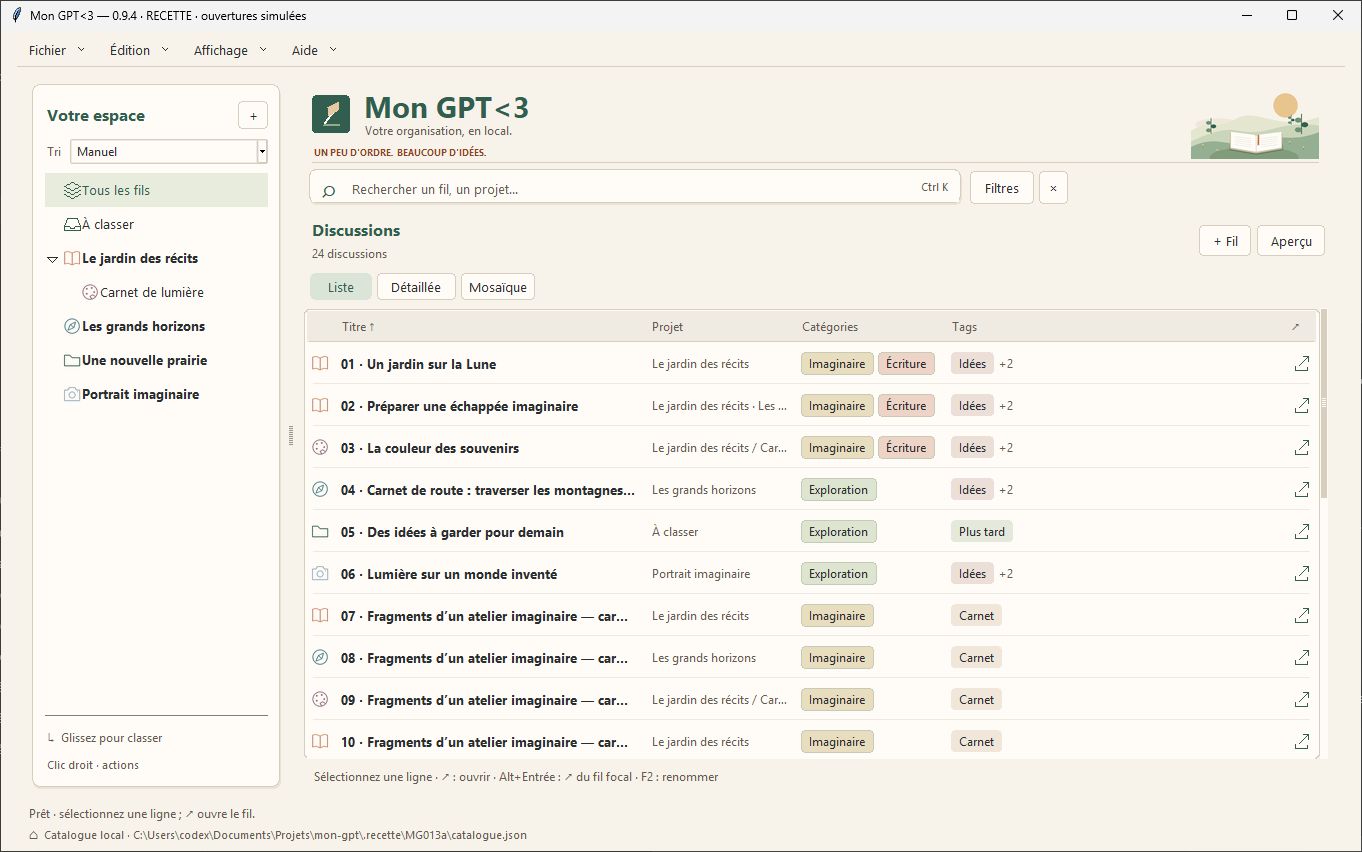 Mon GPT<3 — 0.9.4 · RECETTE · ouvertures simulées
Fichier Édition Affichage Aide
Votre espace +
Tri Manuel
Tous les fils
À classer
Le jardin des récits
Carnet de lumière
Les grands horizons
Une nouvelle prairie
Portrait imaginaire
↳ Glissez pour classer
Clic droit · actions
Mon GPT<3
Votre organisation, en local.
UN PEU D'ORDRE. BEAUCOUP D'IDÉES.
Rechercher un fil, un projet... Ctrl K Filtres ×
Discussions
24 discussions
+ Fil Aperçu
Liste Détaillée Mosaïque
Titre ↑ Projet Catégories Tags ↗
01 · Un jardin sur la Lune Le jardin des récits Imaginaire Écriture Idées +2
02 · Préparer une échappée imaginaire Le jardin des récits · Les ... Imaginaire Écriture Idées +2
03 · La couleur des souvenirs Le jardin des récits / Car... Imaginaire Écriture Idées +2
04 · Carnet de route : traverser les montagnes... Les grands horizons Exploration Idées +2
05 · Des idées à garder pour demain À classer Exploration Plus tard
06 · Lumière sur un monde inventé Portrait imaginaire Exploration Idées +2
07 · Fragments d’un atelier imaginaire — car... Le jardin des récits Imaginaire Carnet
08 · Fragments d’un atelier imaginaire — car... Les grands horizons Imaginaire Carnet
09 · Fragments d’un atelier imaginaire — car... Le jardin des récits / Car... Imaginaire Carnet
10 · Fragments d’un atelier imaginaire — car... Le jardin des récits Imaginaire Carnet
Sélectionnez une ligne · ↗ : ouvrir · Alt+Entrée : ↗ du fil focal · F2 : renommer
Prêt · sélectionnez une ligne ; ↗ ouvre le fil.
⌂ Catalogue local · C:\Users\codex\Documents\Projets\mon-gpt\.recette\MG013a\catalogue.json